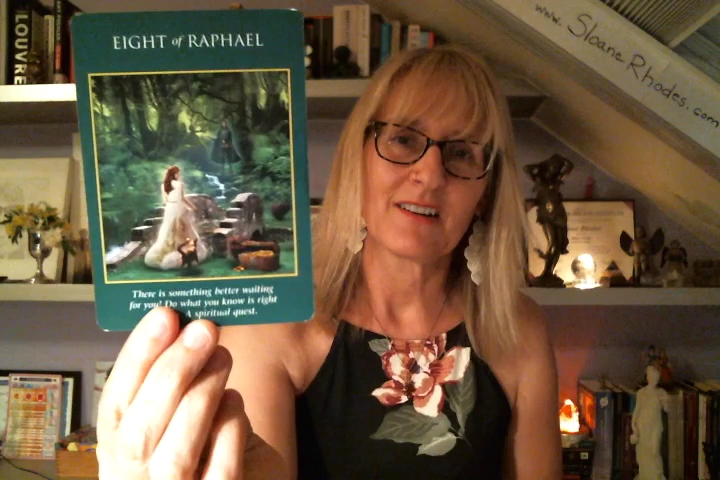 LOUVRE
EIGHT of RAPHAEL
There is something better waiting
for you! Do what you know is right
A spiritual quest.
www.SloaneRhodes.com